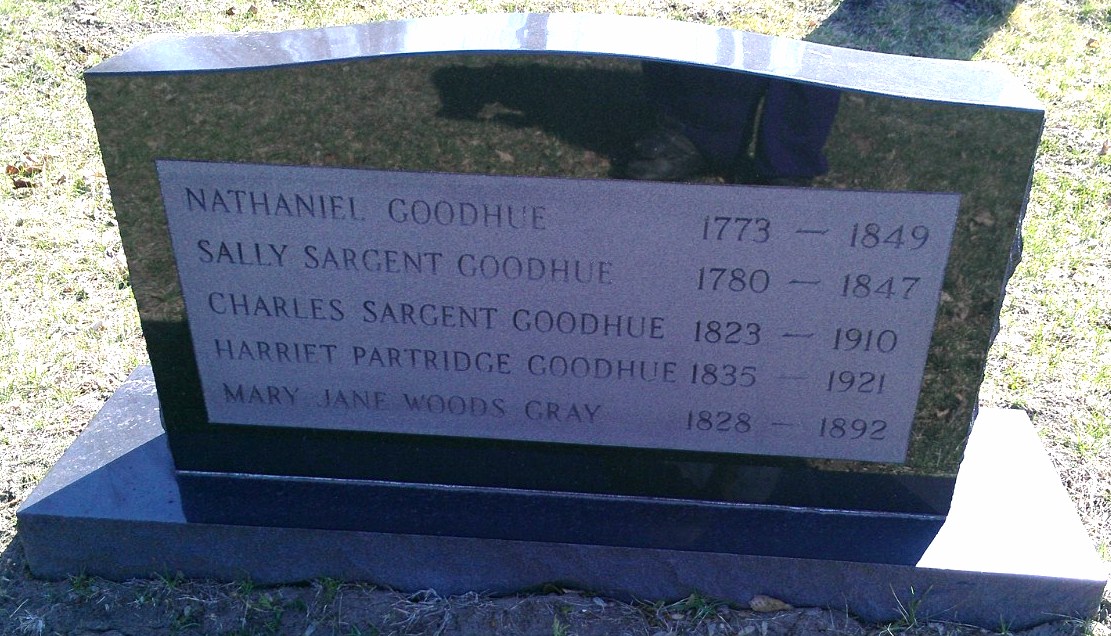 NATHANIEL GOODHUE 1773 — 1849
SALLY SARGENT GOODHUE 1780 — 1847
CHARLES SARGENT GOODHUE 1823 — 1910
HARRIET PARTRIDGE GOODHUE 1835 — 1921
MARY JANE WOODS GRAY 1828 — 1892